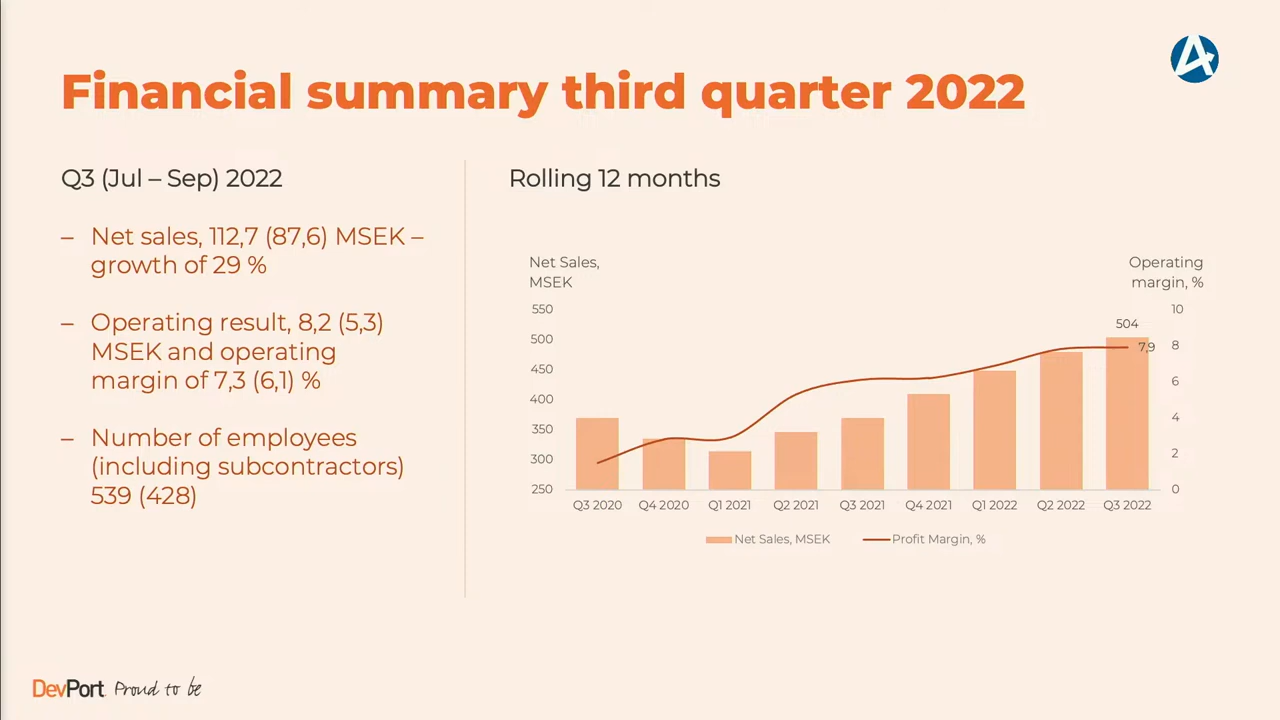 Financial summary third quarter 2022
Q3 (Jul – Sep) 2022
– Net sales, 112,7 (87,6) MSEK –
growth of 29 %
– Operating result, 8,2 (5,3)
MSEK and operating
margin of 7,3 (6,1) %
– Number of employees
(including subcontractors)
539 (428)
Rolling 12 months
Net Sales,
MSEK
Operating
margin, %
550
500
450
400
350
300
250
10
8
6
4
2
0
504
7,9
Q3 2020 Q4 2020 Q1 2021 Q2 2021 Q3 2021 Q4 2021 Q1 2022 Q2 2022 Q3 2022
Net Sales, MSEK Profit Margin, %
DevPort Proud to be